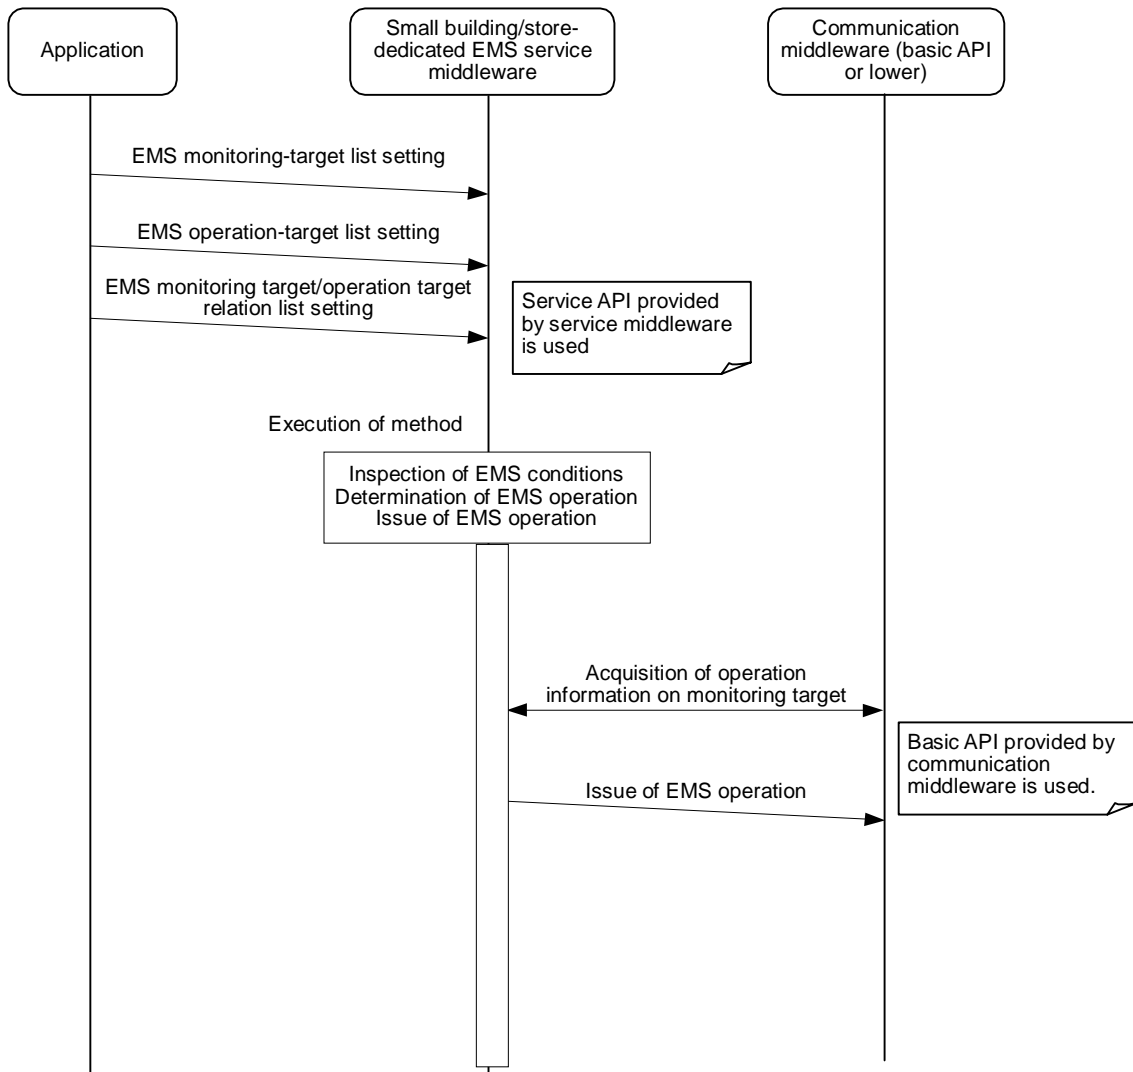 Application
Small building/store-
dedicated EMS service
middleware
Communication
middleware (basic API
or lower)
EMS monitoring-target list setting
EMS operation-target list setting
EMS monitoring target/operation target
relation list setting
Service API provided
by service middleware
is used
Execution of method
Inspection of EMS conditions
Determination of EMS operation
Issue of EMS operation
Acquisition of operation
information on monitoring target
Basic API provided by
communication
middleware is used.
Issue of EMS operation